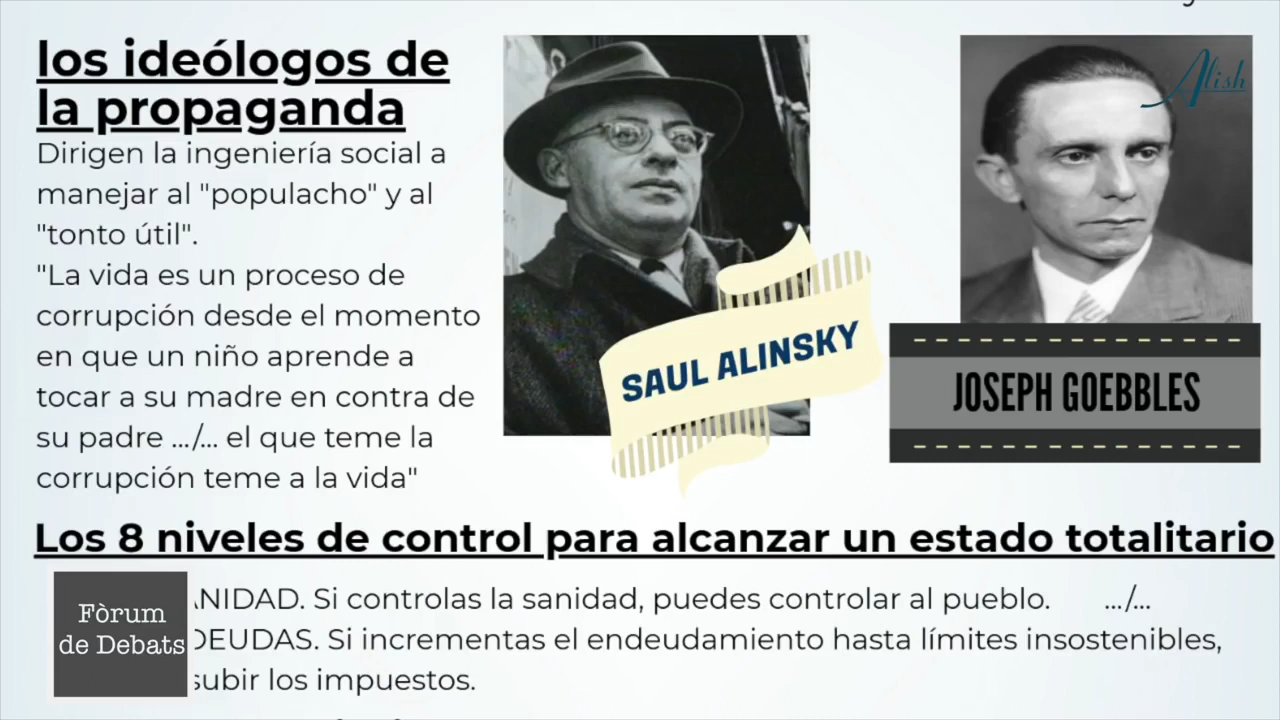 los ideólogos de
la propaganda
Dirigen la ingeniería social a
manejar al "populacho" y al
"tonto útil".
"La vida es un proceso de
corrupción desde el momento
en que un niño aprende a
tocar a su madre en contra de
su padre .../... el que teme la
corrupción teme a la vida"
Alish
SAUL ALINSKY
JOSEPH GOEBBLES
Los 8 niveles de control para alcanzar un estado totalitario
Fòrum
de Debats
ANIDAD. Si controlas la sanidad, puedes controlar al pueblo. .../...
DEUDAS. Si incrementas el endeudamiento hasta límites insostenibles,
subir los impuestos.